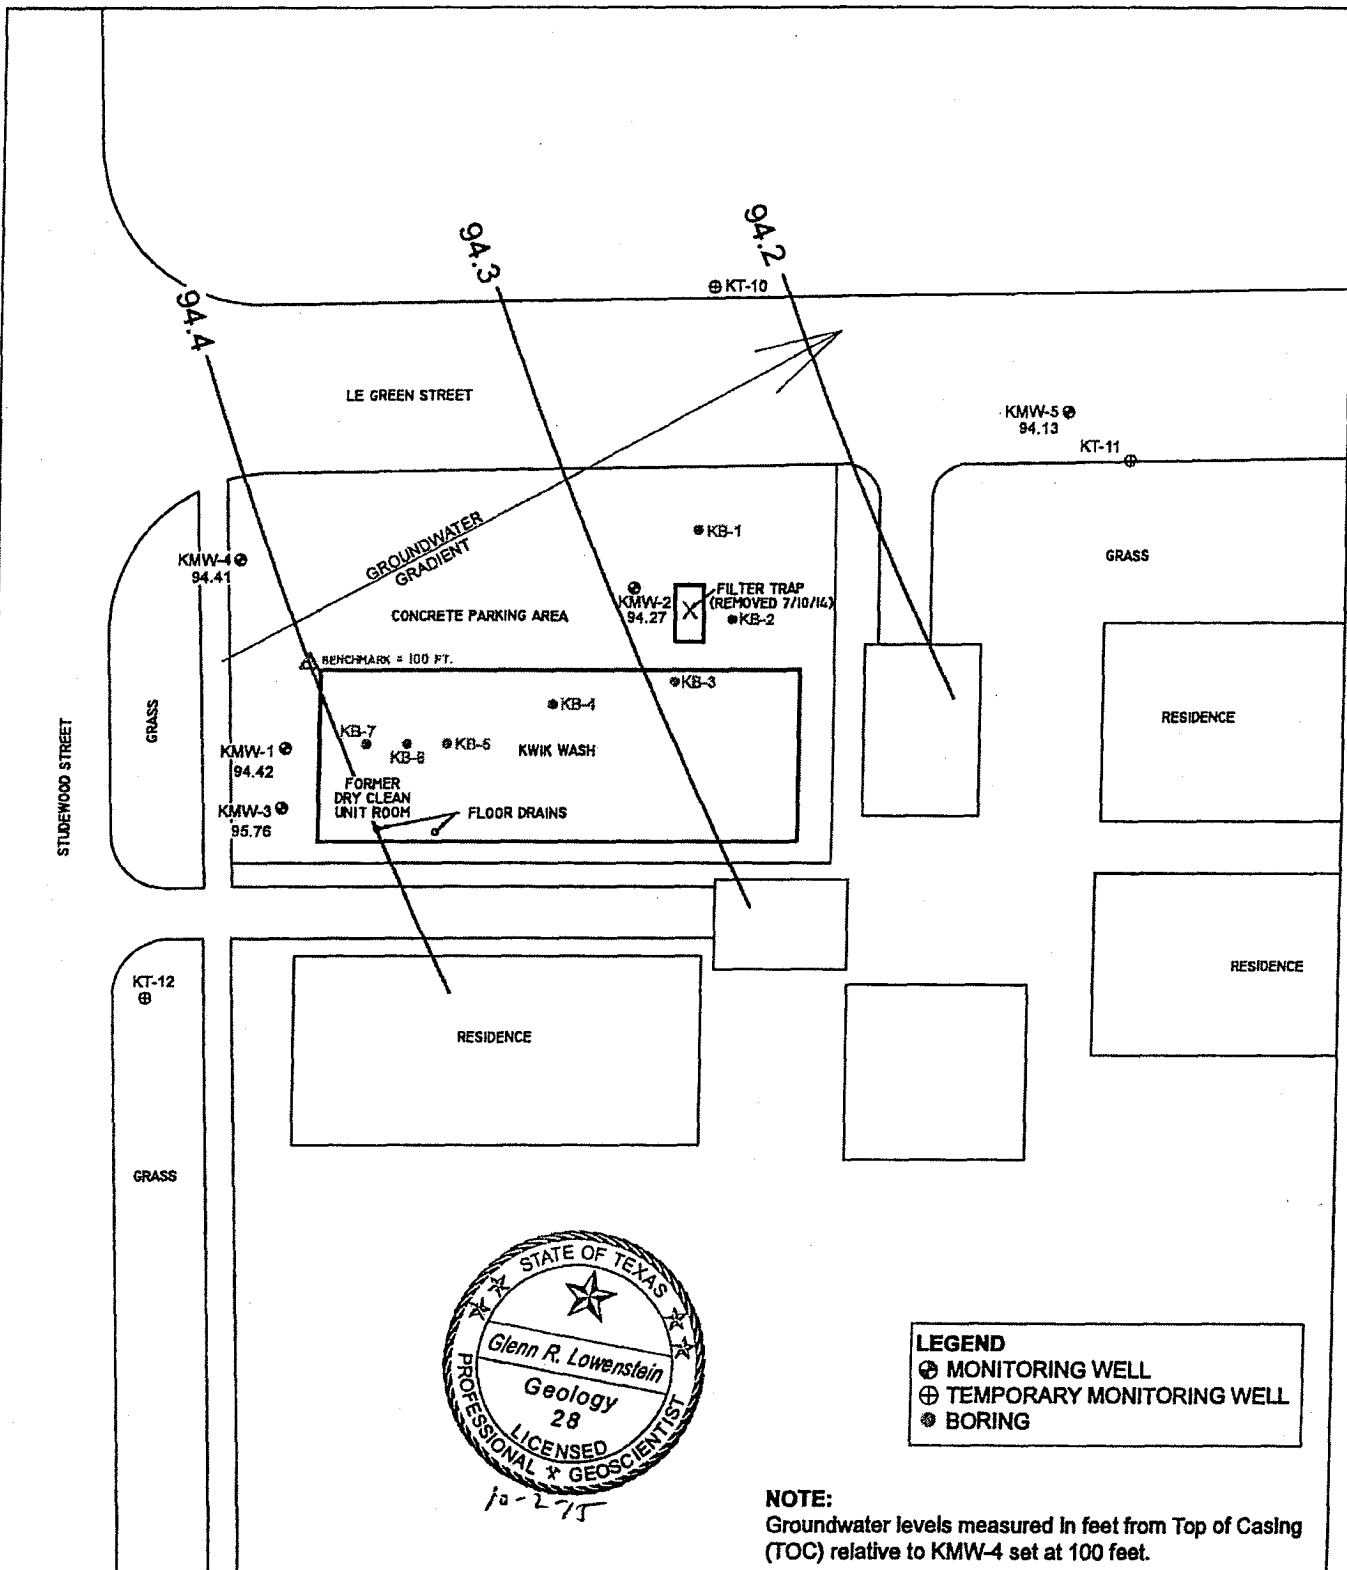 94.2
94.3
94.4
KT-10
LE GREEN STREET
KMW-5
94.13
KT-11
GROUNDWATER
GRADIENT
KB-1
GRASS
KMW-4
94.41
FILTER TRAP
(REMOVED 7/10/14)
KMW-2
94.27
KB-2
CONCRETE PARKING AREA
BENCHMARK = 100 FT.
KB-3
KB-4
GRASS
RESIDENCE
STUDEWOOD STREET
KB-7
KB-6
KB-5
KWIK WASH
KMW-1
94.42
FORMER
DRY CLEAN
UNIT ROOM
FLOOR DRAINS
KMW-3
95.76
RESIDENCE
KT-12
RESIDENCE
GRASS
STATE OF TEXAS
Glenn R. Lowenstein
Geology
28
LICENSED
PROFESSIONAL GEOSCIENTIST
10-2-15
LEGEND
MONITORING WELL
TEMPORARY MONITORING WELL
BORING
NOTE:
Groundwater levels measured in feet from Top of Casing
(TOC) relative to KMW-4 set at 100 feet.